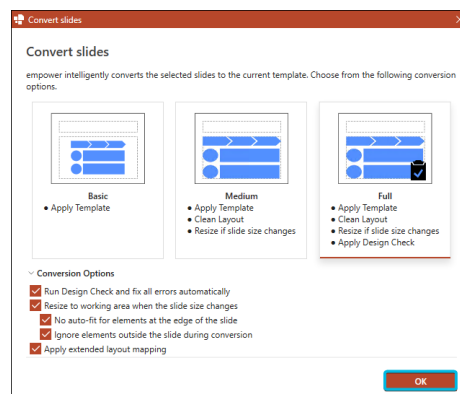 Convert slides
Convert slides
empower intelligently converts the selected slides to the current template. Choose from the following conversion
options.
Basic
• Apply Template
Medium
• Apply Template
• Clean Layout
• Resize if slide size changes
Full
• Apply Template
• Clean Layout
• Resize if slide size changes
• Apply Design Check
Conversion Options
Run Design Check and fix all errors automatically
Resize to working area when the slide size changes
No auto-fit for elements at the edge of the slide
Ignore elements outside the slide during conversion
Apply extended layout mapping
OK